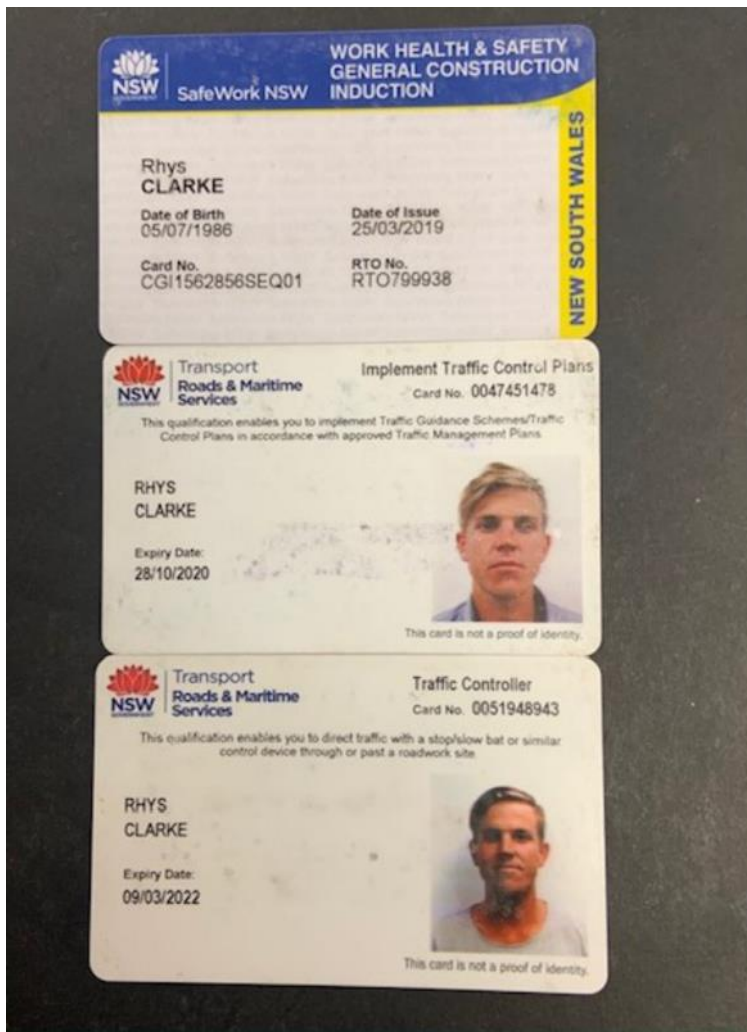 WORK HEALTH & SAFETY
GENERAL CONSTRUCTION
INDUCTION
NSW
GOVERNMENT
SafeWork NSW
NEW SOUTH WALES
Rhys
CLARKE
Date of Birth
05/07/1986
Date of Issue
25/03/2019
Card No.
CGI1562856SEQ01
RTO No.
RTO799938
NSW
GOVERNMENT
Transport
Roads & Maritime
Services
Implement Traffic Control Plans
Card No. 0047451478
This qualification enables you to implement Traffic Guidance Schemes/Traffic
Control Plans in accordance with approved Traffic Management Plans
RHYS
CLARKE
Expiry Date:
28/10/2020
This card is not a proof of identity.
NSW
GOVERNMENT
Transport
Roads & Maritime
Services
Traffic Controller
Card No. 0051948943
This qualification enables you to direct traffic with a stop/slow bat or similar
control device through or past a roadwork site
RHYS
CLARKE
Expiry Date:
09/03/2022
This card is not a proof of identity.